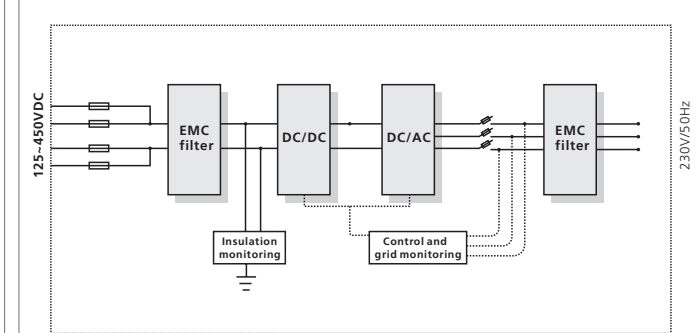 125~450VDC
EMC
filter
DC/DC
DC/AC
EMC
filter
230V/50Hz
Insulation
monitoring
Control and
grid monitoring